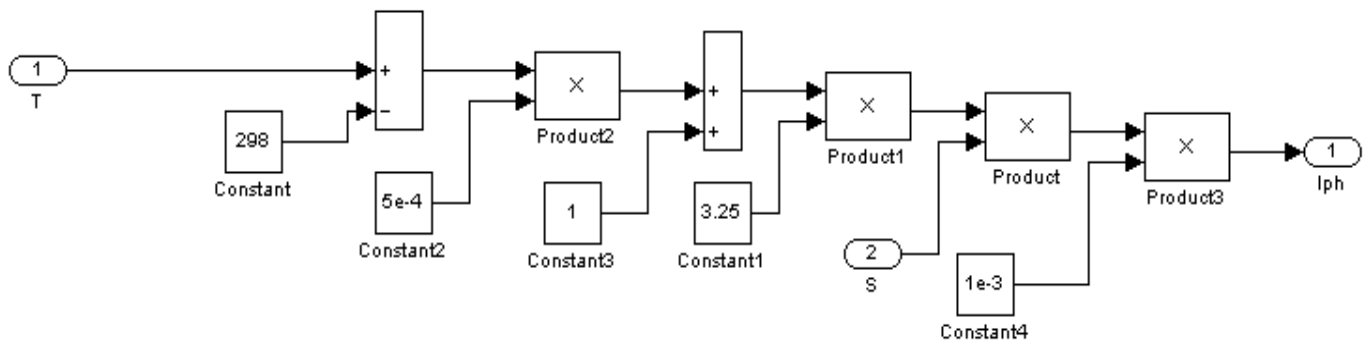 1
T
+
−
298
Constant
×
Product2
5e-4
Constant2
+
+
1
Constant3
×
Product1
3.25
Constant1
×
Product
2
S
×
Product3
1e-3
Constant4
1
Iph